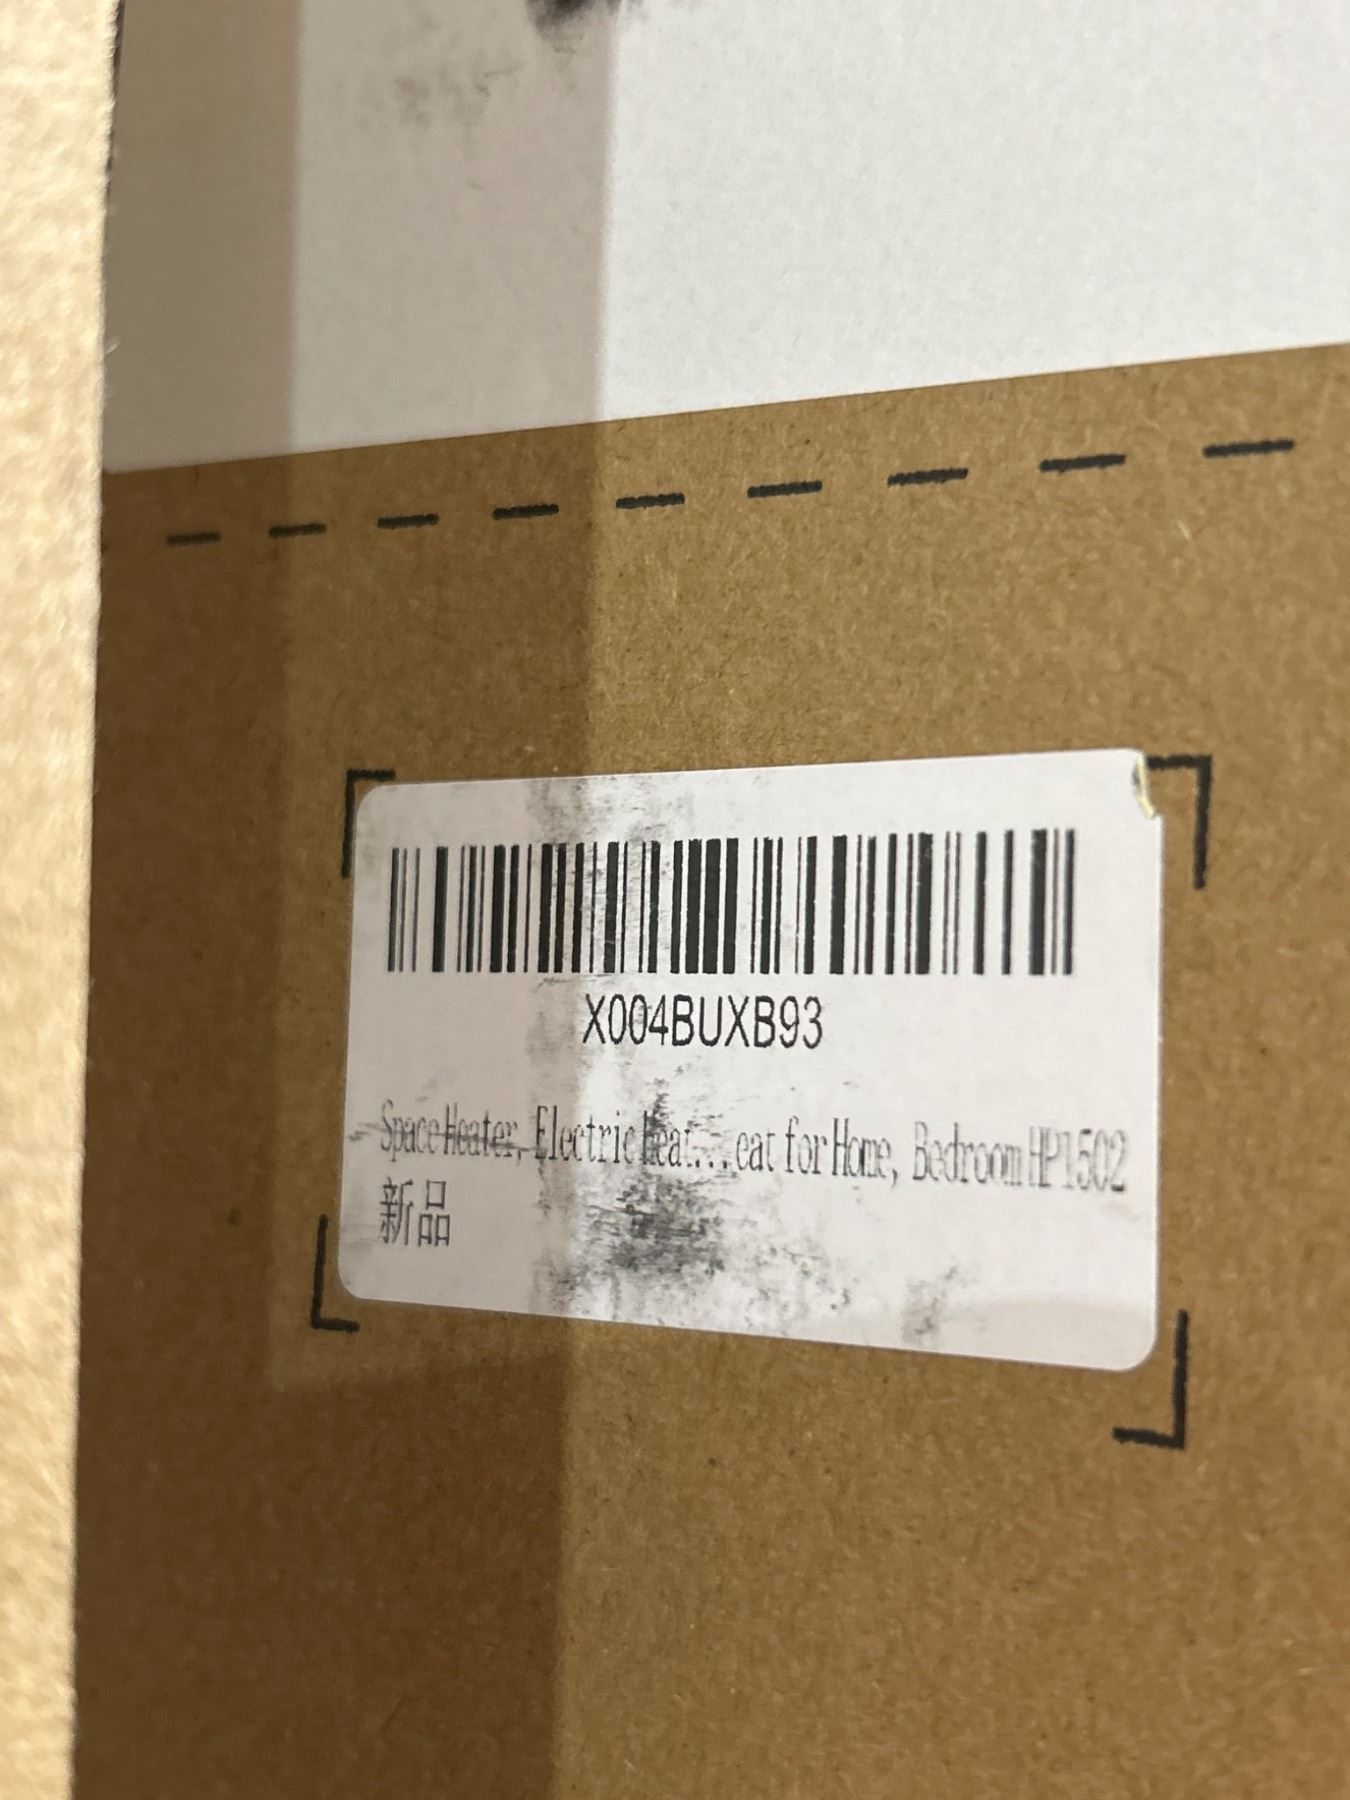 X004BUXB93
Space Heater, Electric Heat...eat for Home, Bedroom HP1502
新品